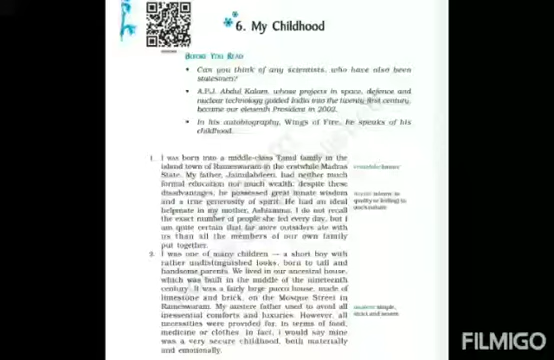 6. My Childhood
BEFORE YOU READ
• Can you think of any scientists, who have also been
statesmen?
• A.P.J. Abdul Kalam, whose projects in space, defence and
nuclear technology guided India into the twenty-first century,
became our eleventh President in 2002.
• In his autobiography, Wings of Fire, he speaks of his
childhood.
1. I was born into a middle-class Tamil family in the
island town of Rameswaram in the erstwhile Madras
erstwhile: former
State. My father, Jainulabdeen, had neither much
formal education nor much wealth; despite these
disadvantages, he possessed great innate wisdom
innate: inborn; (a
and a true generosity of spirit. He had an ideal
quality or feeling) in
helpmate in my mother, Ashiamma. I do not recall
one's nature
the exact number of people she fed every day, but I
am quite certain that far more outsiders ate with
us than all the members of our own family
put together.
2. I was one of many children — a short boy with
rather undistinguished looks, born to tall and
handsome parents. We lived in our ancestral house,
which was built in the middle of the nineteenth
century. It was a fairly large pucca house, made of
limestone and brick, on the Mosque Street in
Rameswaram. My austere father used to avoid all
austere: simple,
inessential comforts and luxuries. However, all
strict and severe
necessities were provided for, in terms of food,
medicine or clothes. In fact, I would say mine
was a very secure childhood, both materially
and emotionally.
FILMIGO